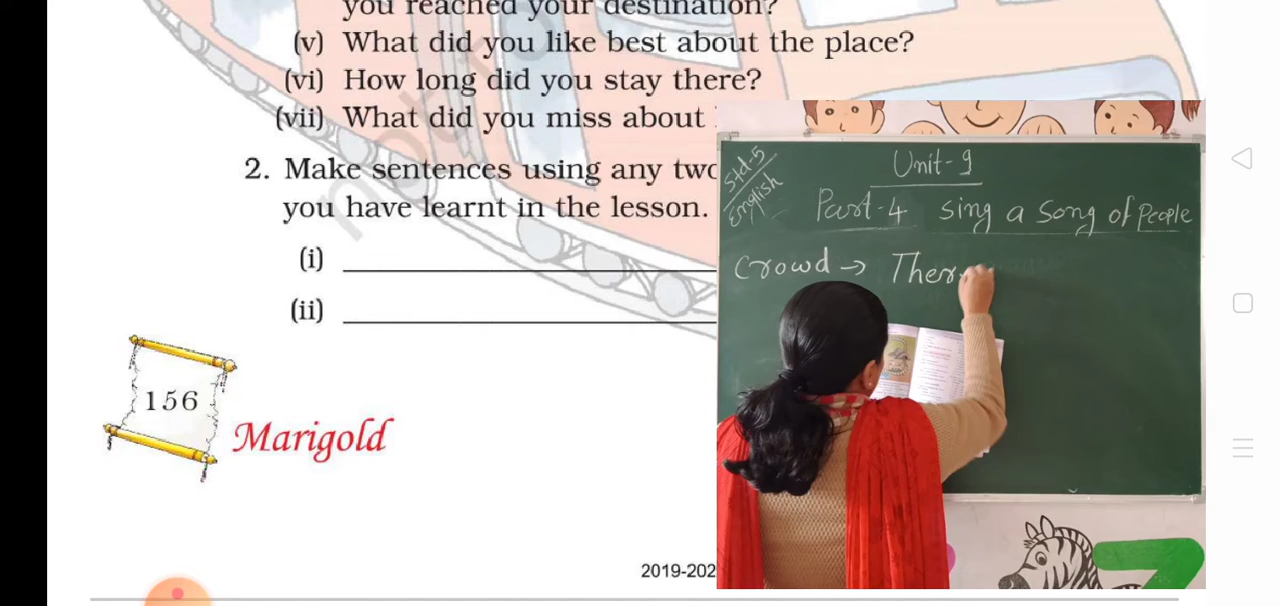 you reached your destination?
(v) What did you like best about the place?
(vi) How long did you stay there?
(vii) What did you miss about
2. Make sentences using any two
you have learnt in the lesson.
(i)
(ii)
156
Marigold
2019-202
Std-5
English
Unit-9
Part-4 Sing a Song of People
Crowd → Ther